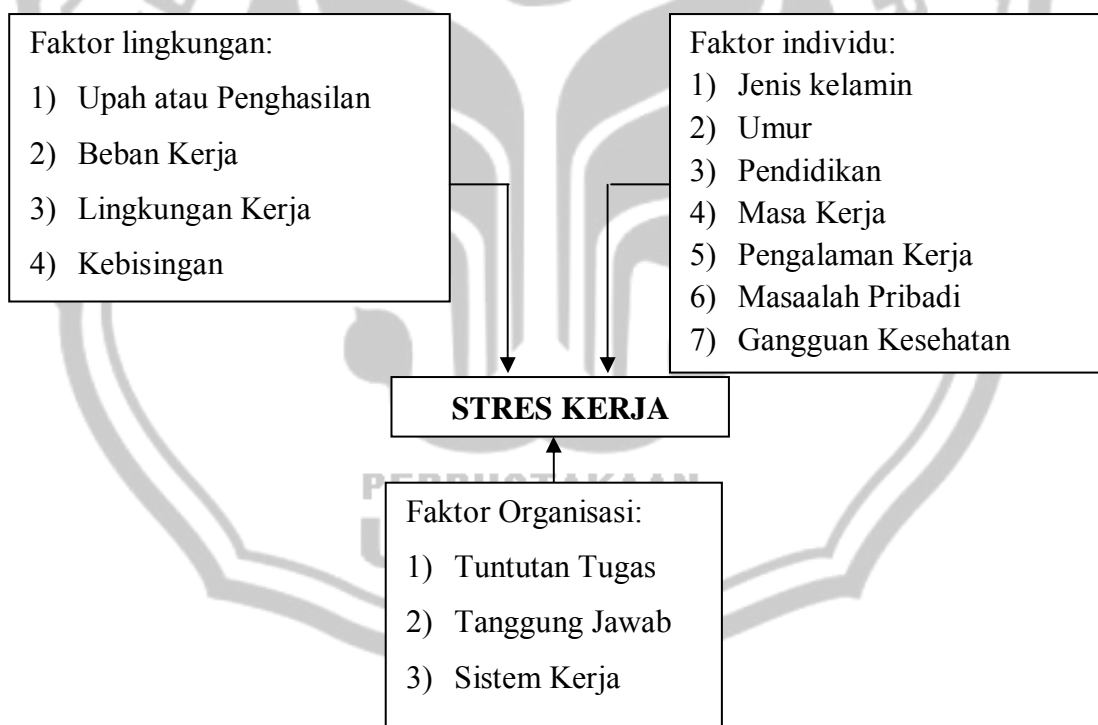 Faktor lingkungan:
1) Upah atau Penghasilan
2) Beban Kerja
3) Lingkungan Kerja
4) Kebisingan
Faktor individu:
1) Jenis kelamin
2) Umur
3) Pendidikan
4) Masa Kerja
5) Pengalaman Kerja
6) Masaalah Pribadi
7) Gangguan Kesehatan
STRES KERJA
Faktor Organisasi:
1) Tuntutan Tugas
2) Tanggung Jawab
3) Sistem Kerja